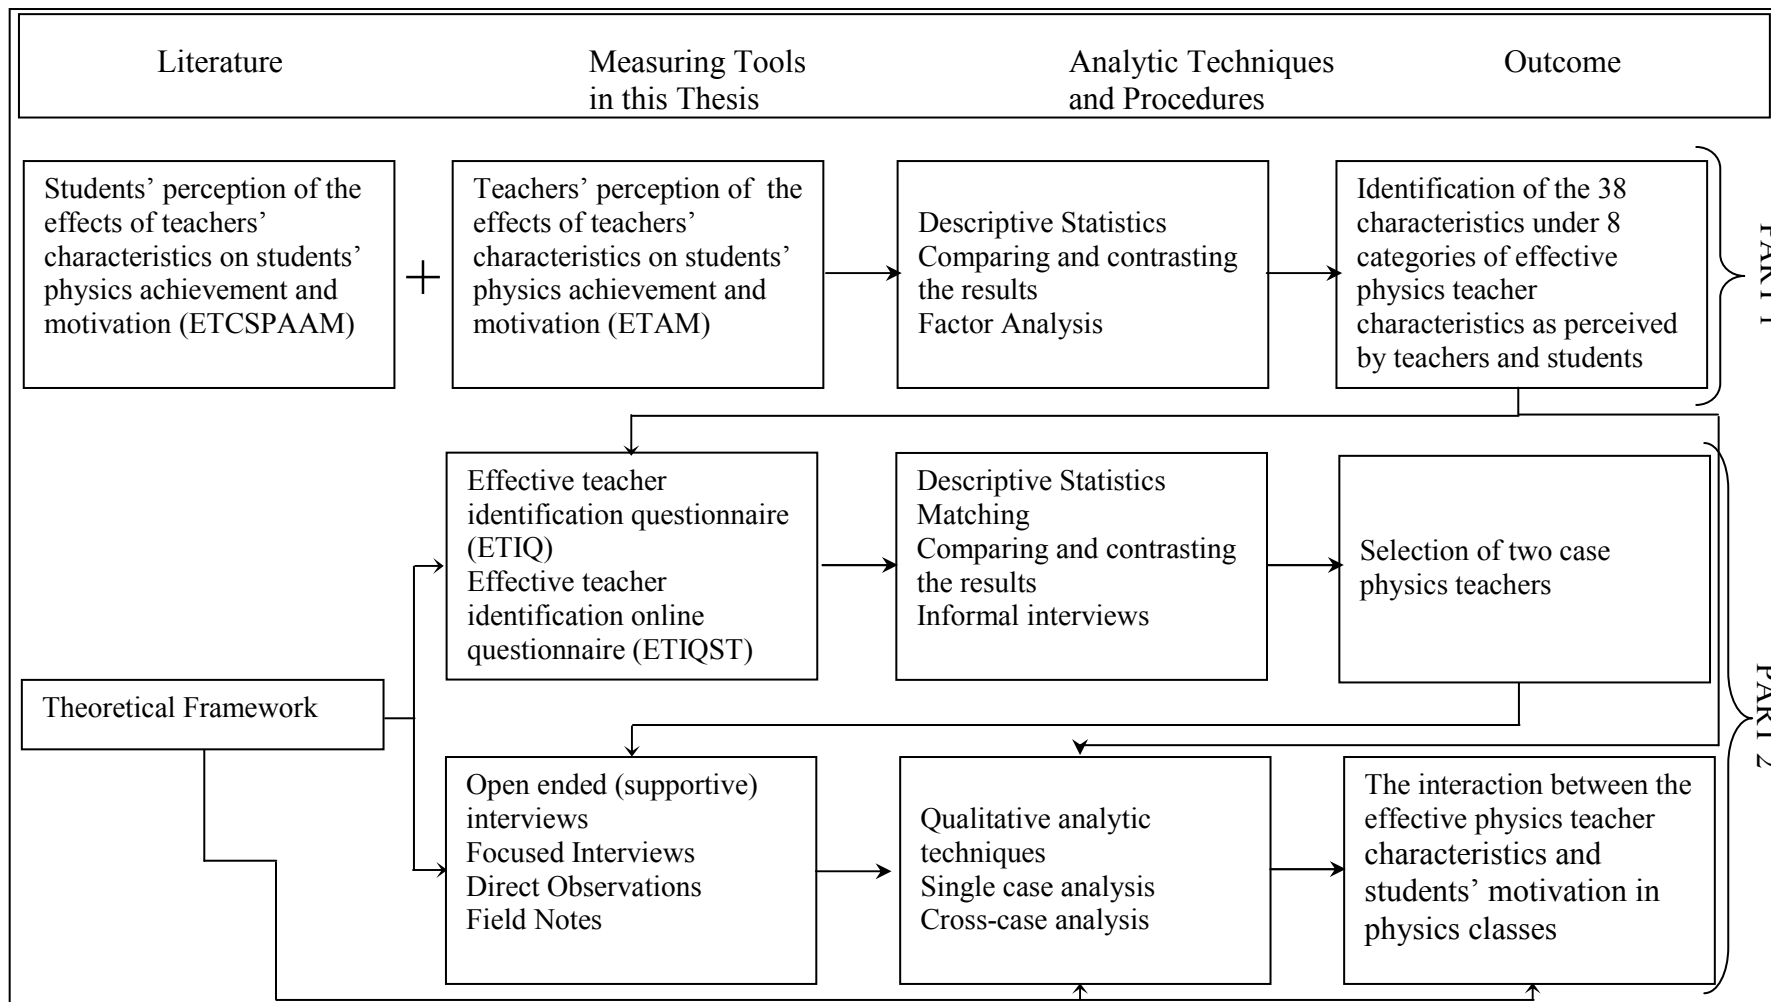 Literature
Measuring Tools
in this Thesis
Analytic Techniques
and Procedures
Outcome
Students’ perception of the
effects of teachers’
characteristics on students’
physics achievement and
motivation (ETCSPAAM)
+
Teachers’ perception of the
effects of teachers’
characteristics on students’
physics achievement and
motivation (ETAM)
Descriptive Statistics
Comparing and contrasting
the results
Factor Analysis
Identification of the 38
characteristics under 8
categories of effective
physics teacher
characteristics as perceived
by teachers and students
PART 1
Effective teacher
identification questionnaire
(ETIQ)
Effective teacher
identification online
questionnaire (ETIQST)
Descriptive Statistics
Matching
Comparing and contrasting
the results
Informal interviews
Selection of two case
physics teachers
PART 2
Theoretical Framework
Open ended (supportive)
interviews
Focused Interviews
Direct Observations
Field Notes
Qualitative analytic
techniques
Single case analysis
Cross-case analysis
The interaction between the
effective physics teacher
characteristics and
students’ motivation in
physics classes